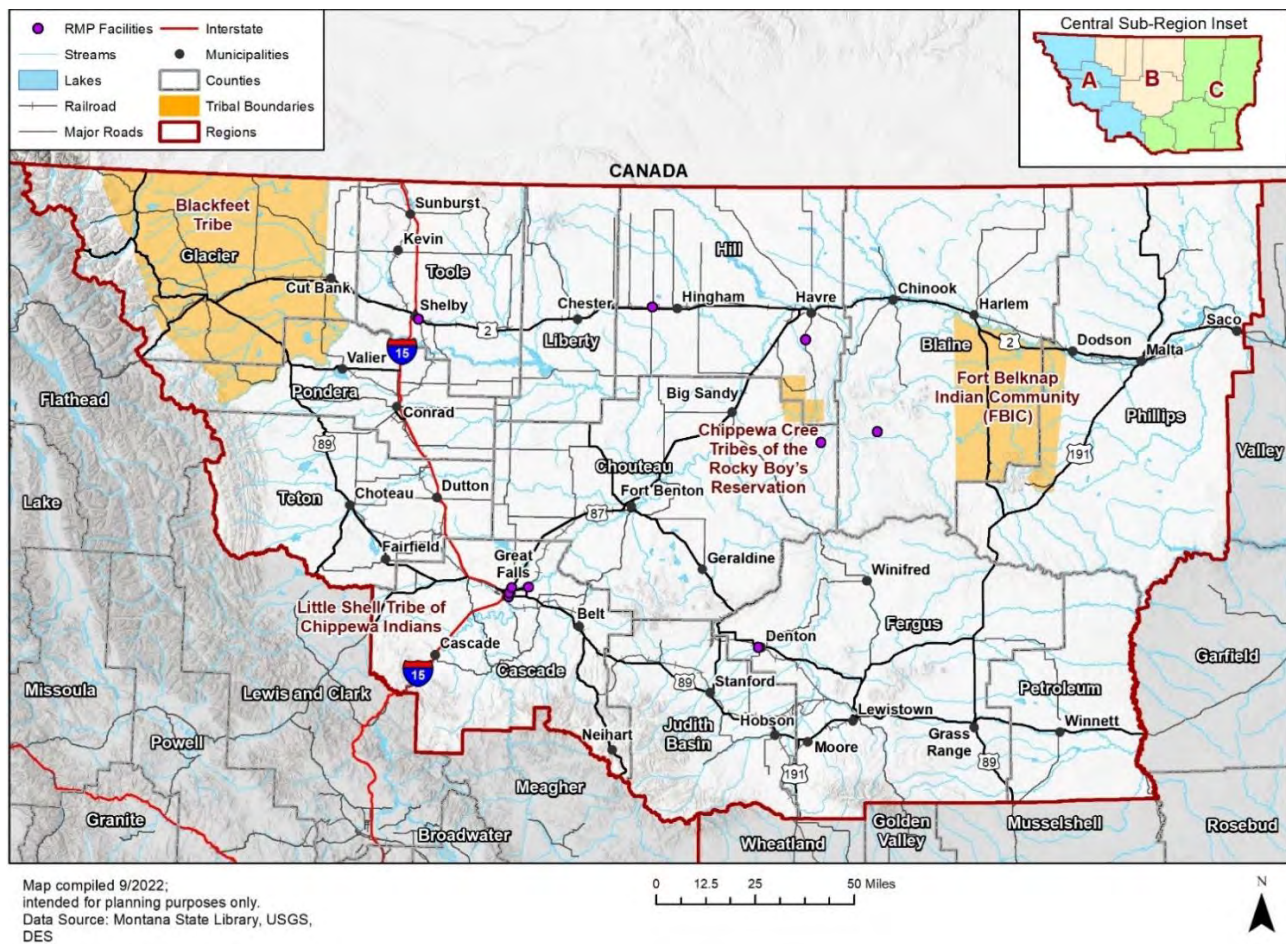 RMP Facilities
Interstate
Streams
Municipalities
Lakes
Counties
Railroad
Tribal Boundaries
Major Roads
Regions
Central Sub-Region Inset
A
B
C
CANADA
Blackfeet
Tribe
Glacier
Sunburst
Kevin
Toole
Cut Bank
Shelby
Hill
Chester
Hingham
Havre
Chinook
Harlem
2
Liberty
15
Blaine
2
Dodson
Saco
Malta
Valier
Pondera
Flathead
Conrad
Big Sandy
Fort Belknap
Indian Community
(FBIC)
Phillips
Chippewa Cree
Tribes of the
Rocky Boy's
Reservation
89
191
Valley
Chouteau
Lake
Teton
Choteau
Dutton
Fort Benton
87
Fairfield
Great
Falls
Geraldine
Winifred
Little Shell Tribe of
Chippewa Indians
Belt
Fergus
Denton
Cascade
15
Cascade
Garfield
Missoula
Lewis and Clark
89
Stanford
Petroleum
Powell
Neihart
Judith
Basin
Hobson
Lewistown
Winnett
Moore
Grass
Range
191
89
Meagher
Granite
Broadwater
Wheatland
Golden
Valley
Musselshell
Rosebud
Map compiled 9/2022;
intended for planning purposes only.
Data Source: Montana State Library, USGS,
DES
0 12.5 25 50 Miles
N